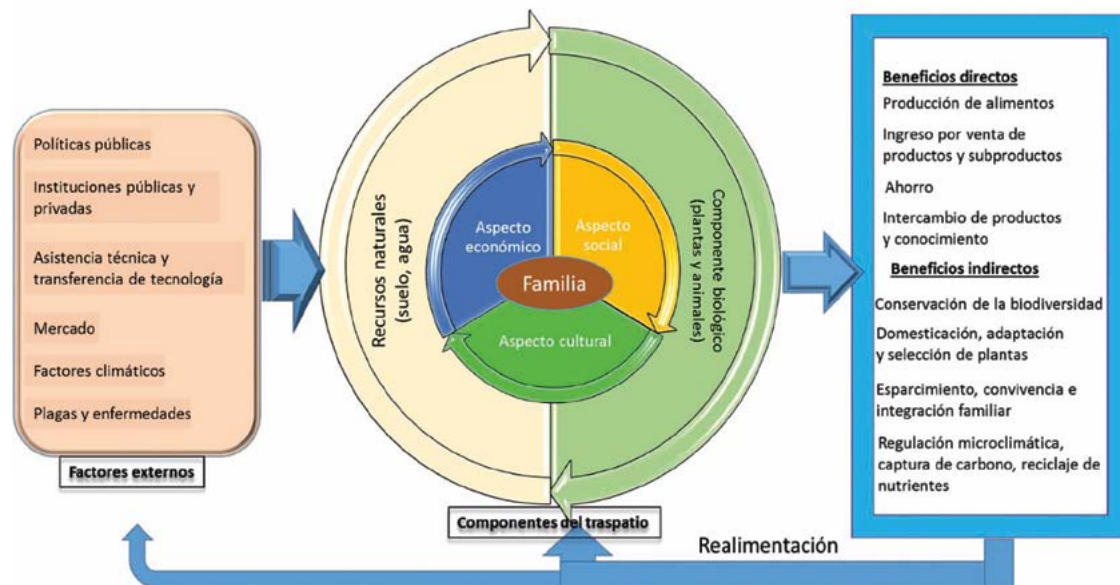 Políticas públicas
Instituciones públicas y
privadas
Asistencia técnica y
transferencia de tecnología
Mercado
Factores climáticos
Plagas y enfermedades
Factores externos
Recursos naturales
(suelo, agua)
Aspecto
económico
Aspecto
social
Familia
Aspecto cultural
Componente biológico
(plantas y animales)
Componentes del traspatio
Beneficios directos
Producción de alimentos
Ingreso por venta de
productos y subproductos
Ahorro
Intercambio de productos
y conocimiento
Beneficios indirectos
Conservación de la biodiversidad
Domesticación, adaptación
y selección de plantas
Esparcimiento, convivencia e
integración familiar
Regulación microclimática,
captura de carbono, reciclaje de
nutrientes
Realimentación